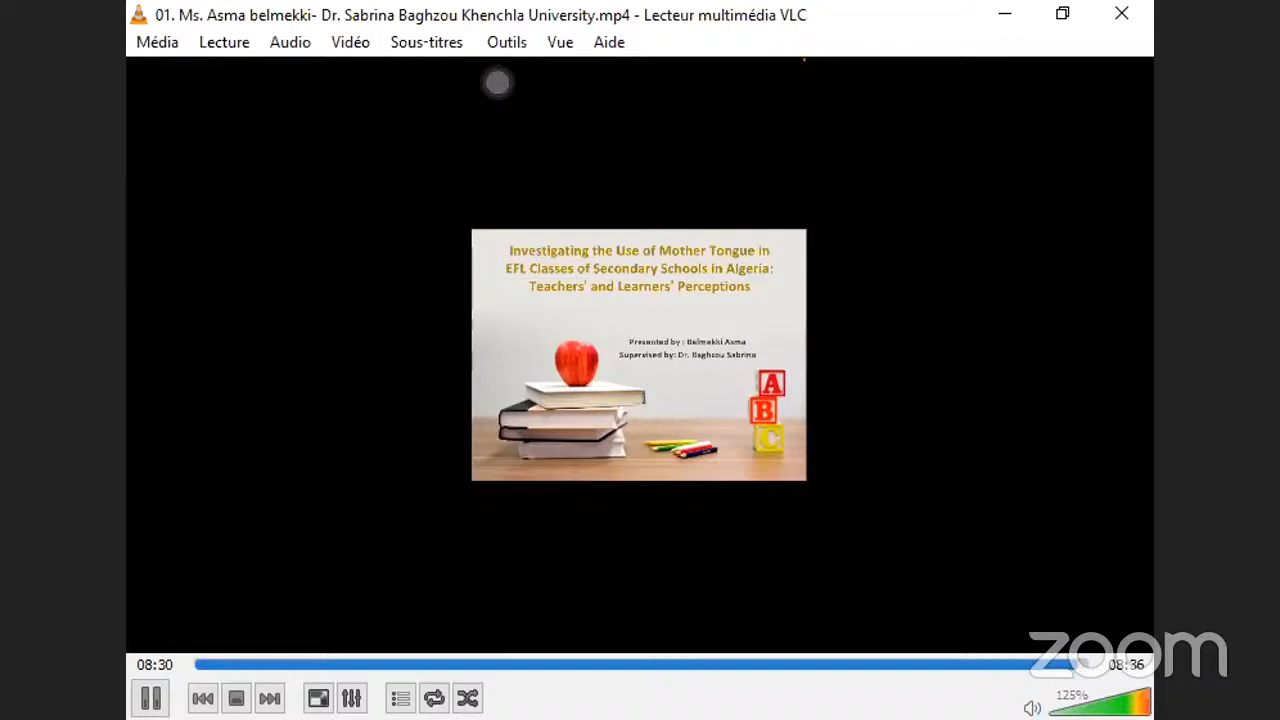 01. Ms. Asma belmekki- Dr. Sabrina Baghzou Khenchla University.mp4 - Lecteur multimédia VLC
Média Lecture Audio Vidéo Sous-titres Outils Vue Aide
Investigating the Use of Mother Tongue in
EFL Classes of Secondary Schools in Algeria:
Teachers' and Learners' Perceptions
Presented by : Belmekki Asma
Supervised by: Dr. Baghzou Sabrina
A
B
C
08:30
08:36
zoom
125%